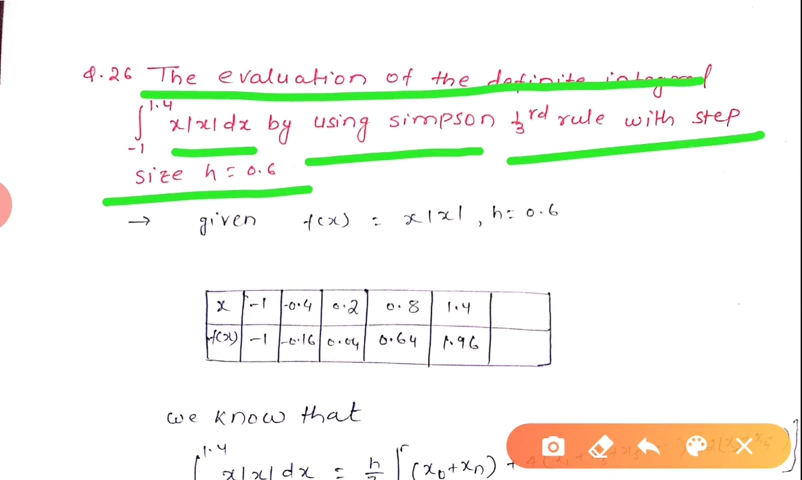 Q.26 The evaluation of the definite integral
∫₋₁^1.4 x|x|dx by using simpson 1/3rd rule with step
size h = 0.6
→ given f(x) = x|x|, h= 0.6
x -1 -0.4 0.2 0.8 1.4
f(x) -1 -0.16 0.04 0.64 1.96
we know that
∫^1.4 x|x|dx = h/ [(x₀+xₙ) +